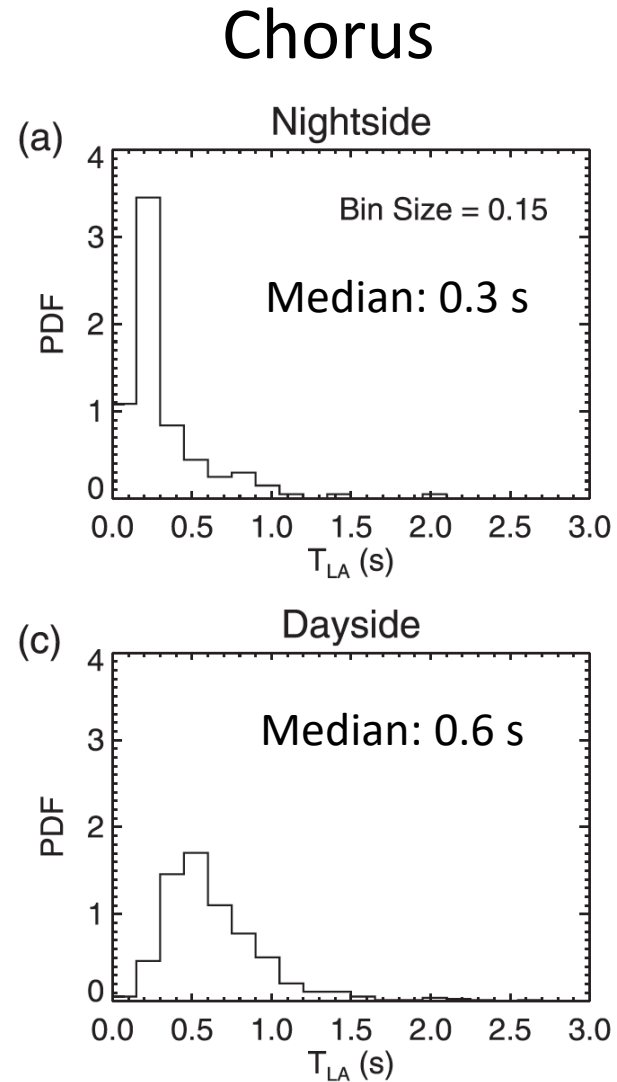 Chorus
(a)
Nightside
4
3
2
1
0
PDF
Bin Size = 0.15
Median: 0.3 s
0.0 0.5 1.0 1.5 2.0 2.5 3.0
T_LA (s)
(c)
Dayside
4
3
2
1
0
PDF
Median: 0.6 s
0.0 0.5 1.0 1.5 2.0 2.5 3.0
T_LA (s)